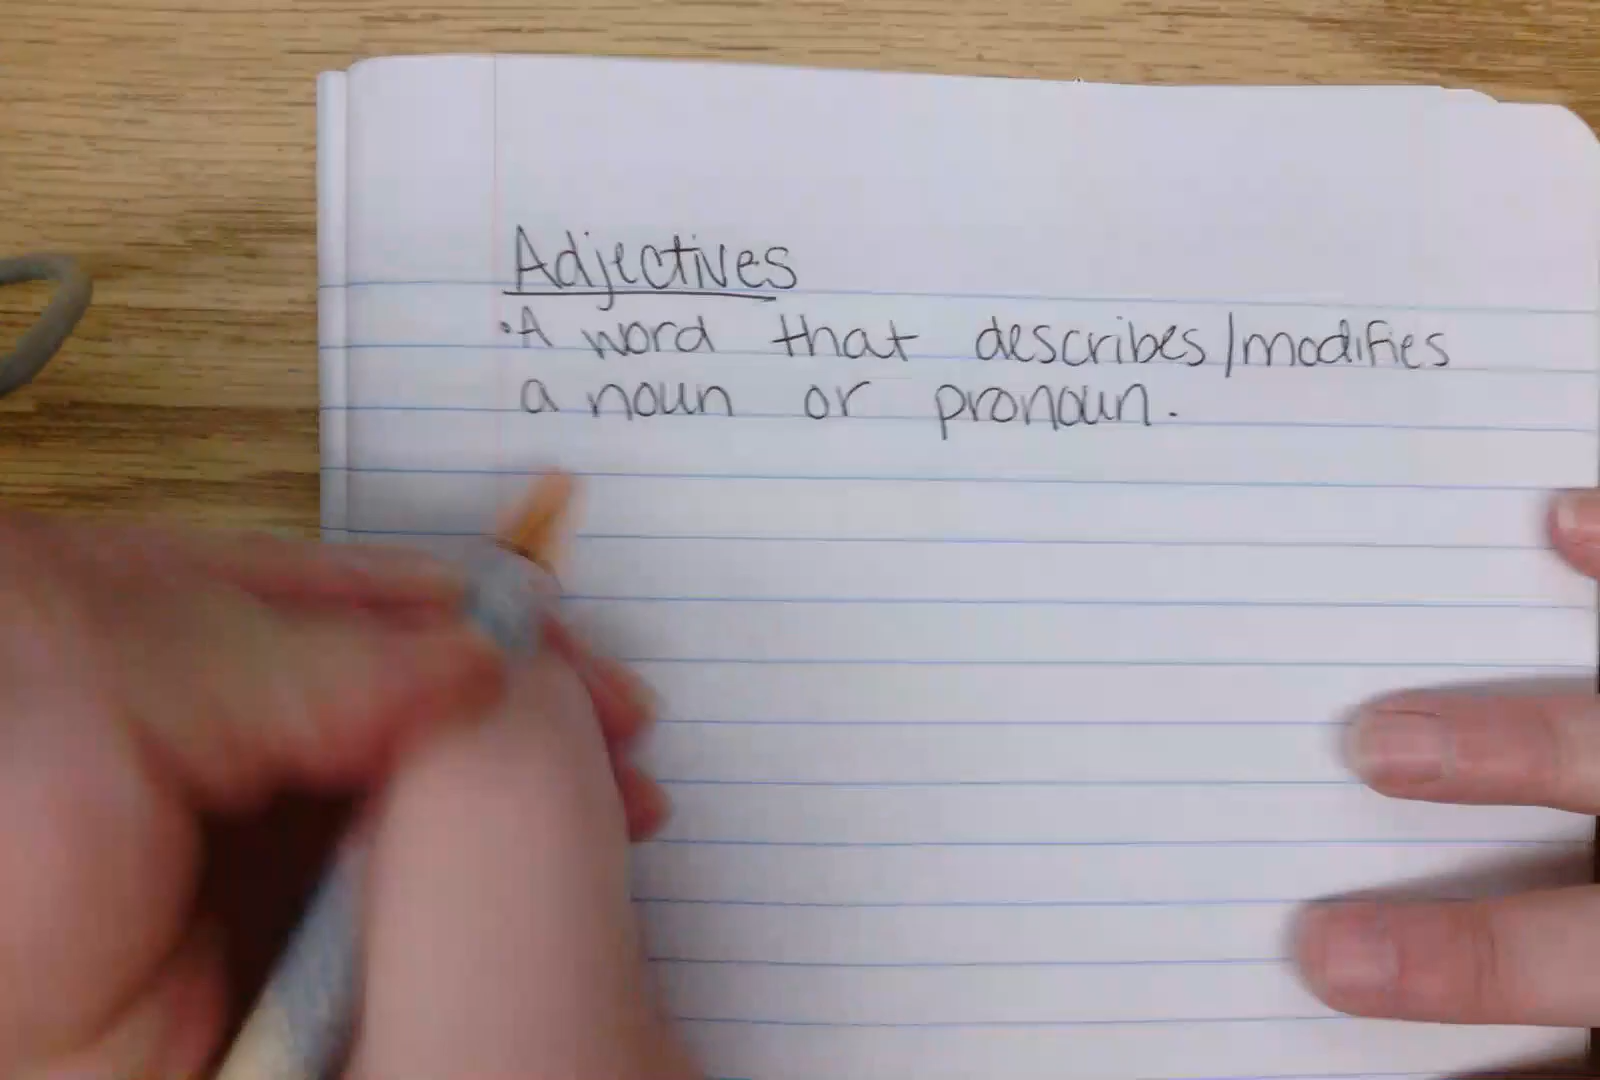 Adjectives
•A word that describes/modifies
a noun or pronoun.